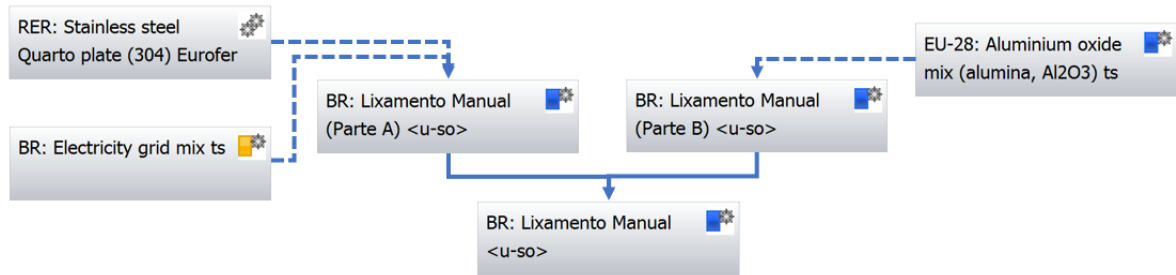 RER: Stainless steel
Quarto plate (304) Eurofer
EU-28: Aluminium oxide
mix (alumina, Al2O3) ts
BR: Lixamento Manual
(Parte A) <u-so>
BR: Lixamento Manual
(Parte B) <u-so>
BR: Electricity grid mix ts
BR: Lixamento Manual
<u-so>